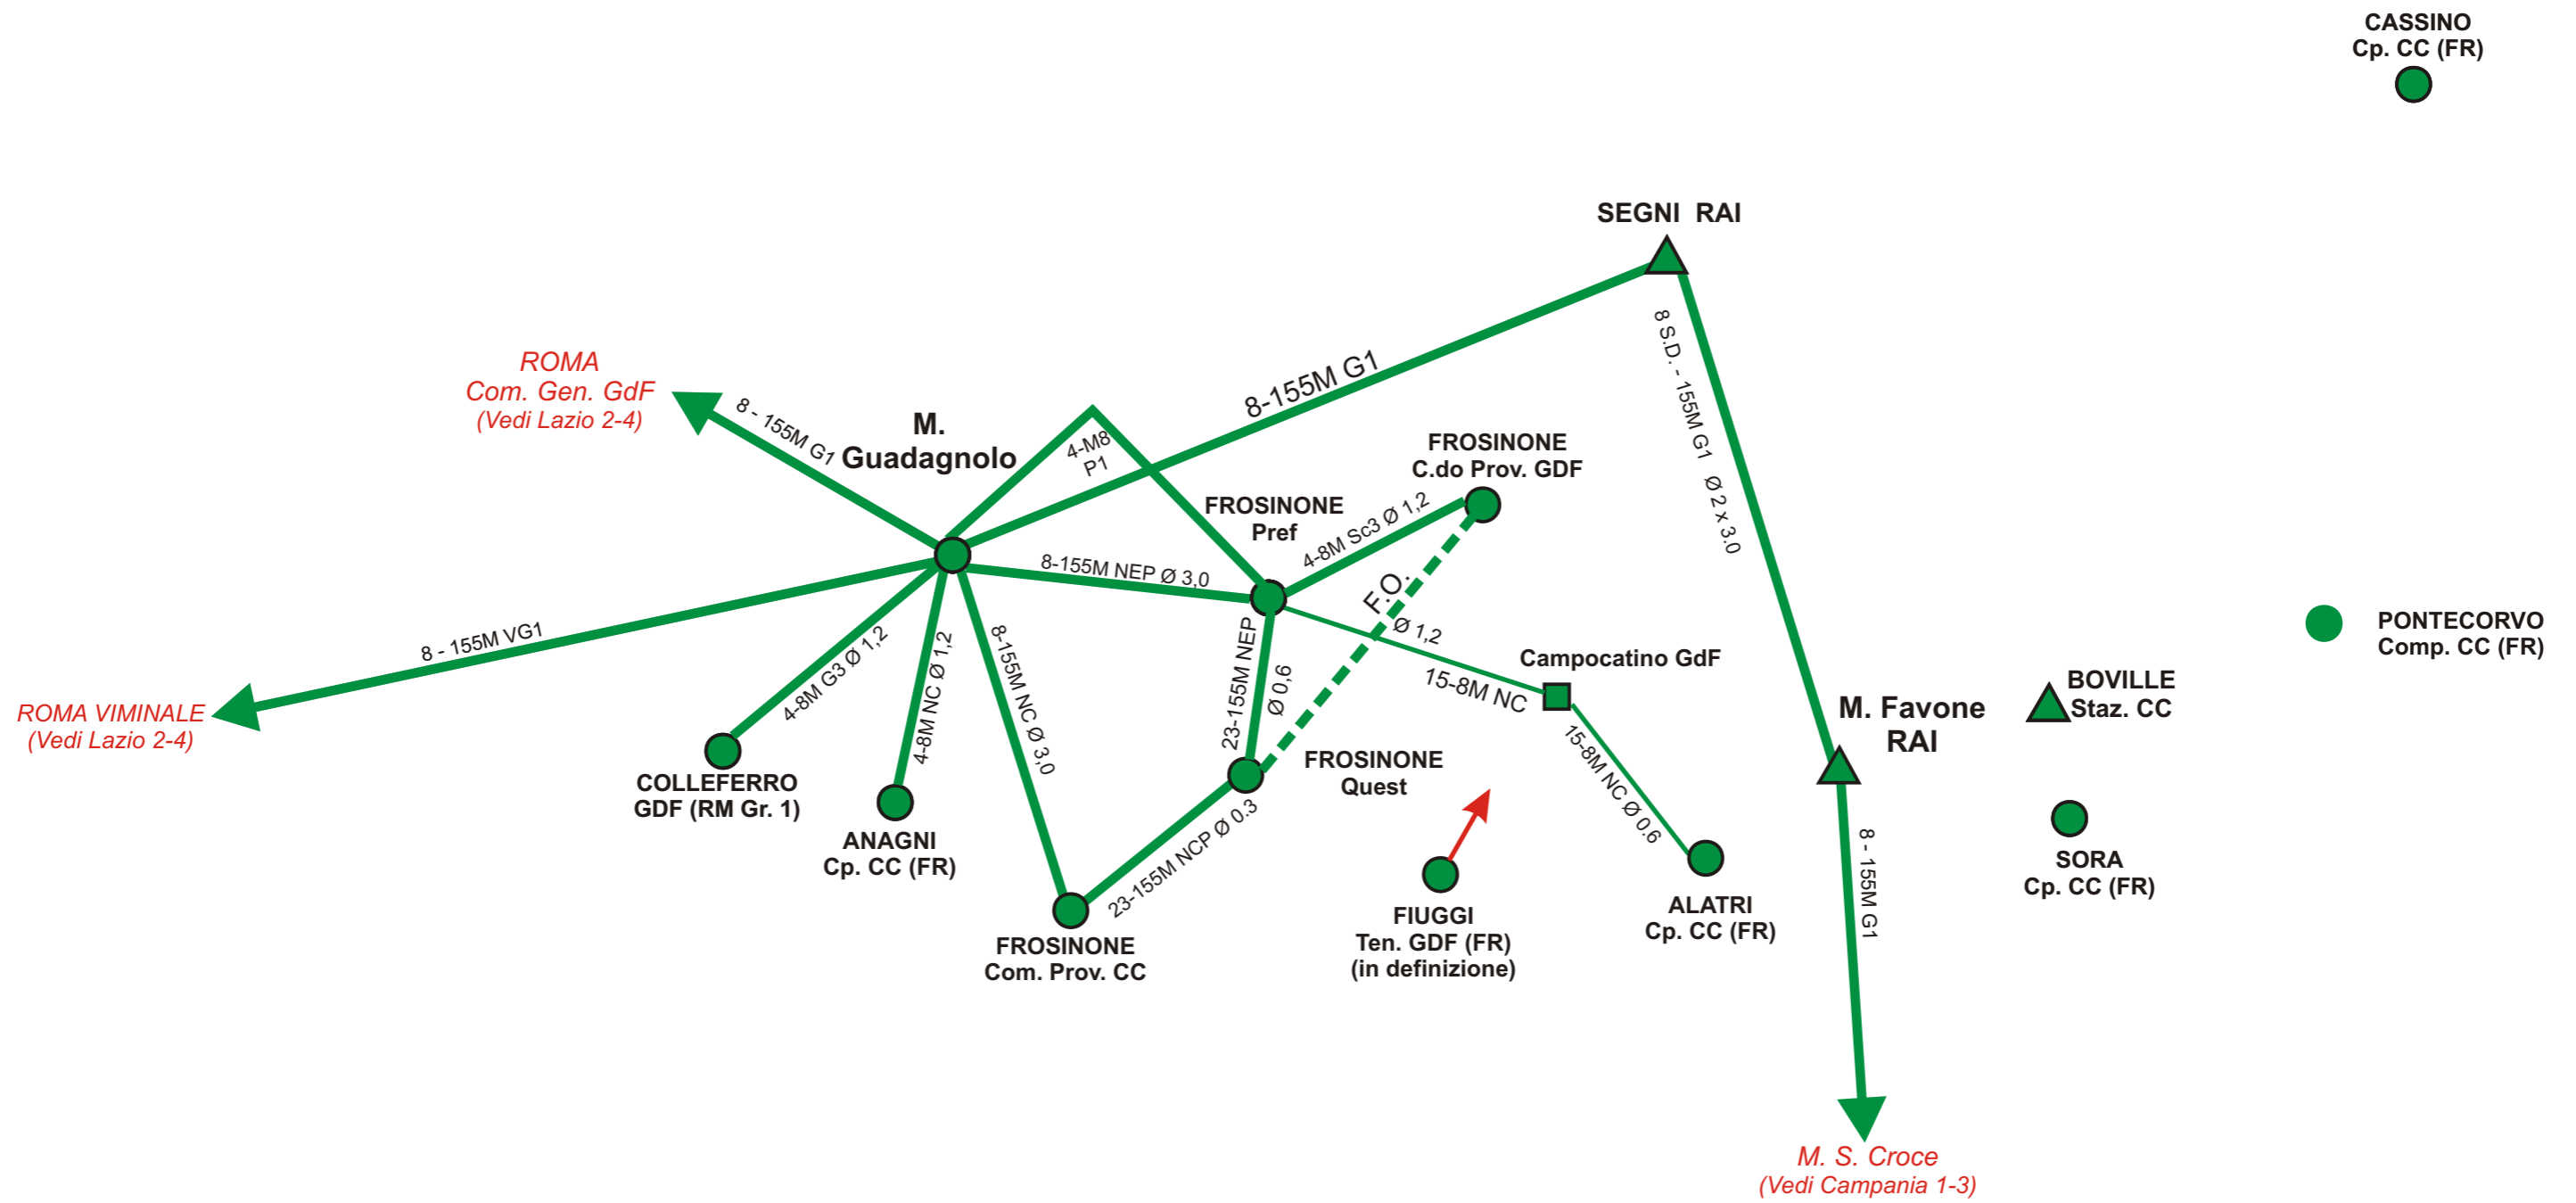 CASSINO
Cp. CC (FR)
SEGNI  RAI
8 S.D. - 155M G1  Ø 2 x 3.0
8-155M G1
ROMA
Com. Gen. GdF
(Vedi Lazio 2-4)
8 - 155M G1
M.
Guadagnolo
4-M8
P1
FROSINONE
C.do Prov. GDF
FROSINONE
Pref
4-8M Sc3 Ø 1,2
8-155M NEP Ø 3,0
F.O.
Ø 1,2
15-8M NC
Campocatino GdF
8 - 155M VG1
ROMA VIMINALE
(Vedi Lazio 2-4)
4-8M G3 Ø 1,2
4-8M NC Ø 1,2
8-155M NC Ø 3,0
23-155M NEP
Ø 0,6
PONTECORVO
Comp. CC (FR)
BOVILLE
Staz. CC
M. Favone
RAI
COLLEFERRO
GDF (RM Gr. 1)
ANAGNI
Cp. CC (FR)
FROSINONE
Quest
15-8M NC Ø 0.6
23-155M NCP Ø 0.3
FROSINONE
Com. Prov. CC
FIUGGI
Ten. GDF (FR)
(in definizione)
ALATRI
Cp. CC (FR)
8 - 155M G1
SORA
Cp. CC (FR)
M. S. Croce
(Vedi Campania 1-3)